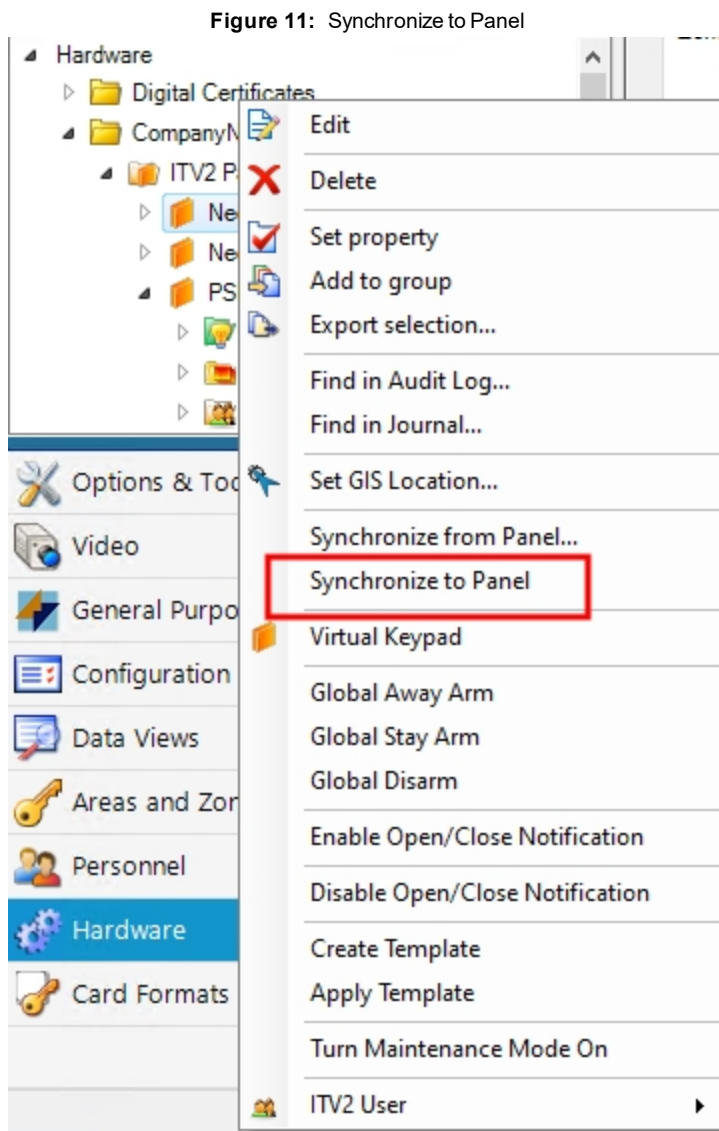 Figure 11: Synchronize to Panel
Hardware
Digital Certificates
CompanyN
ITV2 P
Ne
Ne
PS
Options & Too
Video
General Purpo
Configuration
Data Views
Areas and Zon
Personnel
Hardware
Card Formats
Edit
Delete
Set property
Add to group
Export selection...
Find in Audit Log...
Find in Journal...
Set GIS Location...
Synchronize from Panel...
Synchronize to Panel
Virtual Keypad
Global Away Arm
Global Stay Arm
Global Disarm
Enable Open/Close Notification
Disable Open/Close Notification
Create Template
Apply Template
Turn Maintenance Mode On
ITV2 User